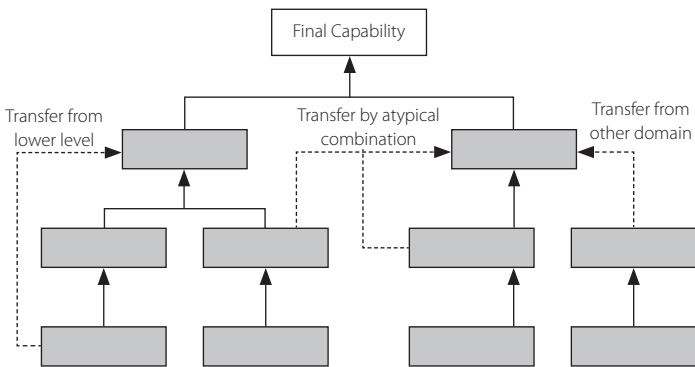 Final Capability
Transfer from
lower level
Transfer by atypical
combination
Transfer from
other domain